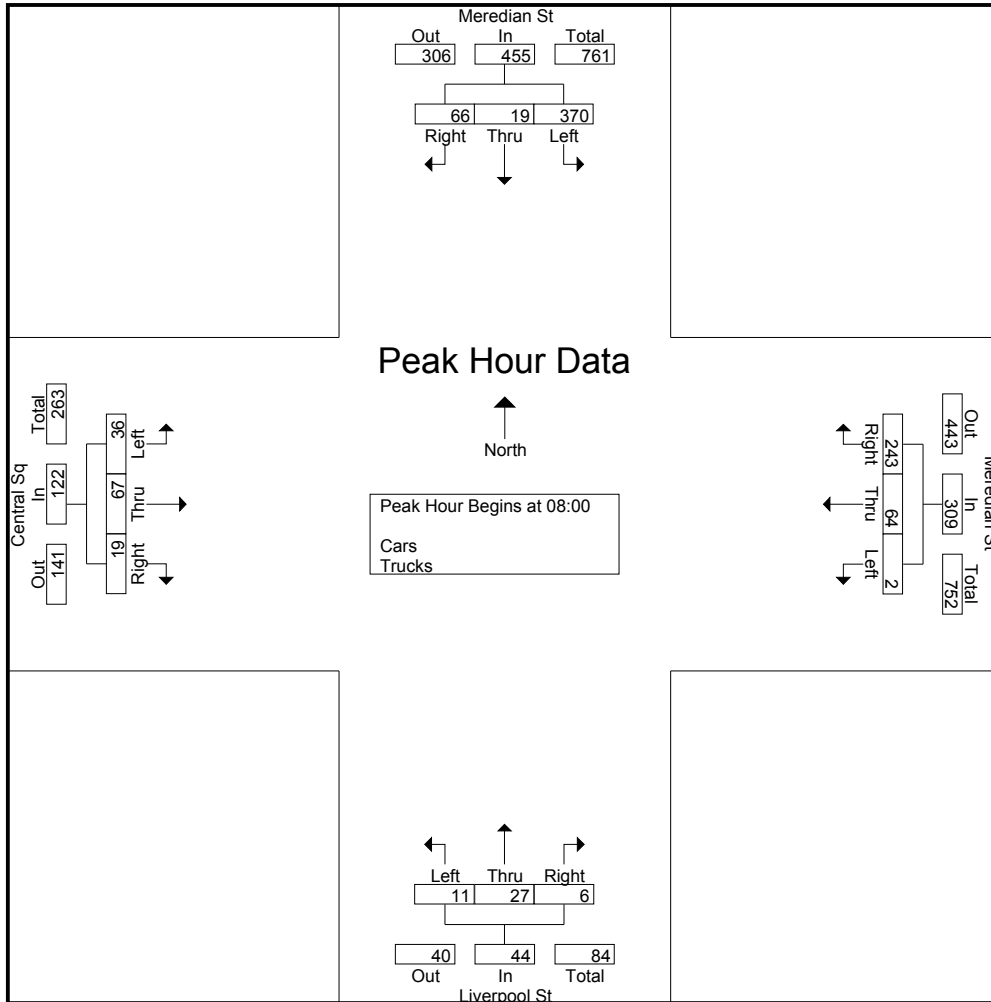 Meredian St
Out In Total
306 455 761
66 19 370
Right Thru Left
Peak Hour Data
North
Peak Hour Begins at 08:00
Cars
Trucks
Central Sq
Total In Out
263 122 141
36 67 19
Left Thru Right
Meredian St
Out In Total
443 309 752
243 64 2
Right Thru Left
Left Thru Right
11 27 6
40 44 84
Out In Total
Liverpool St